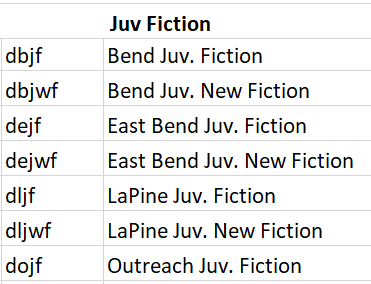 Juv Fiction
dbjf Bend Juv. Fiction
dbjwf Bend Juv. New Fiction
dejf East Bend Juv. Fiction
dejwf East Bend Juv. New Fiction
dljf LaPine Juv. Fiction
dljwf LaPine Juv. New Fiction
dojf Outreach Juv. Fiction